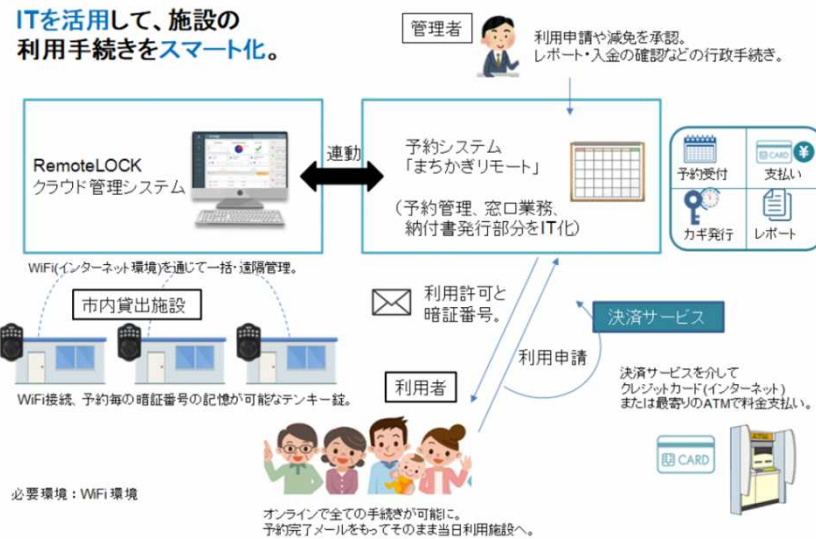 ITを活用して、施設の
利用手続きをスマート化。
管理者
利用申請や減免を承認。
レポート・入金の確認などの行政手続き。
RemoteLOCK
クラウド管理システム
連動
予約システム
「まちかぎリモート」
（予約管理、窓口業務、
納付書発行部分をIT化）
予約受付
CARD
支払い
カギ発行
レポート
WiFi(インターネット環境)を通じて一括・遠隔管理。
市内貸出施設
WiFi接続、予約毎の暗証番号の記憶が可能なテンキー錠。
利用許可と
暗証番号。
決済サービス
利用申請
利用者
決済サービスを介して
クレジットカード(インターネット)
または最寄りのATMで料金支払い。
CARD
ATM
必要環境：WiFi 環境
オンラインで全ての手続きが可能に。
予約完了メールをもってそのまま当日利用施設へ。